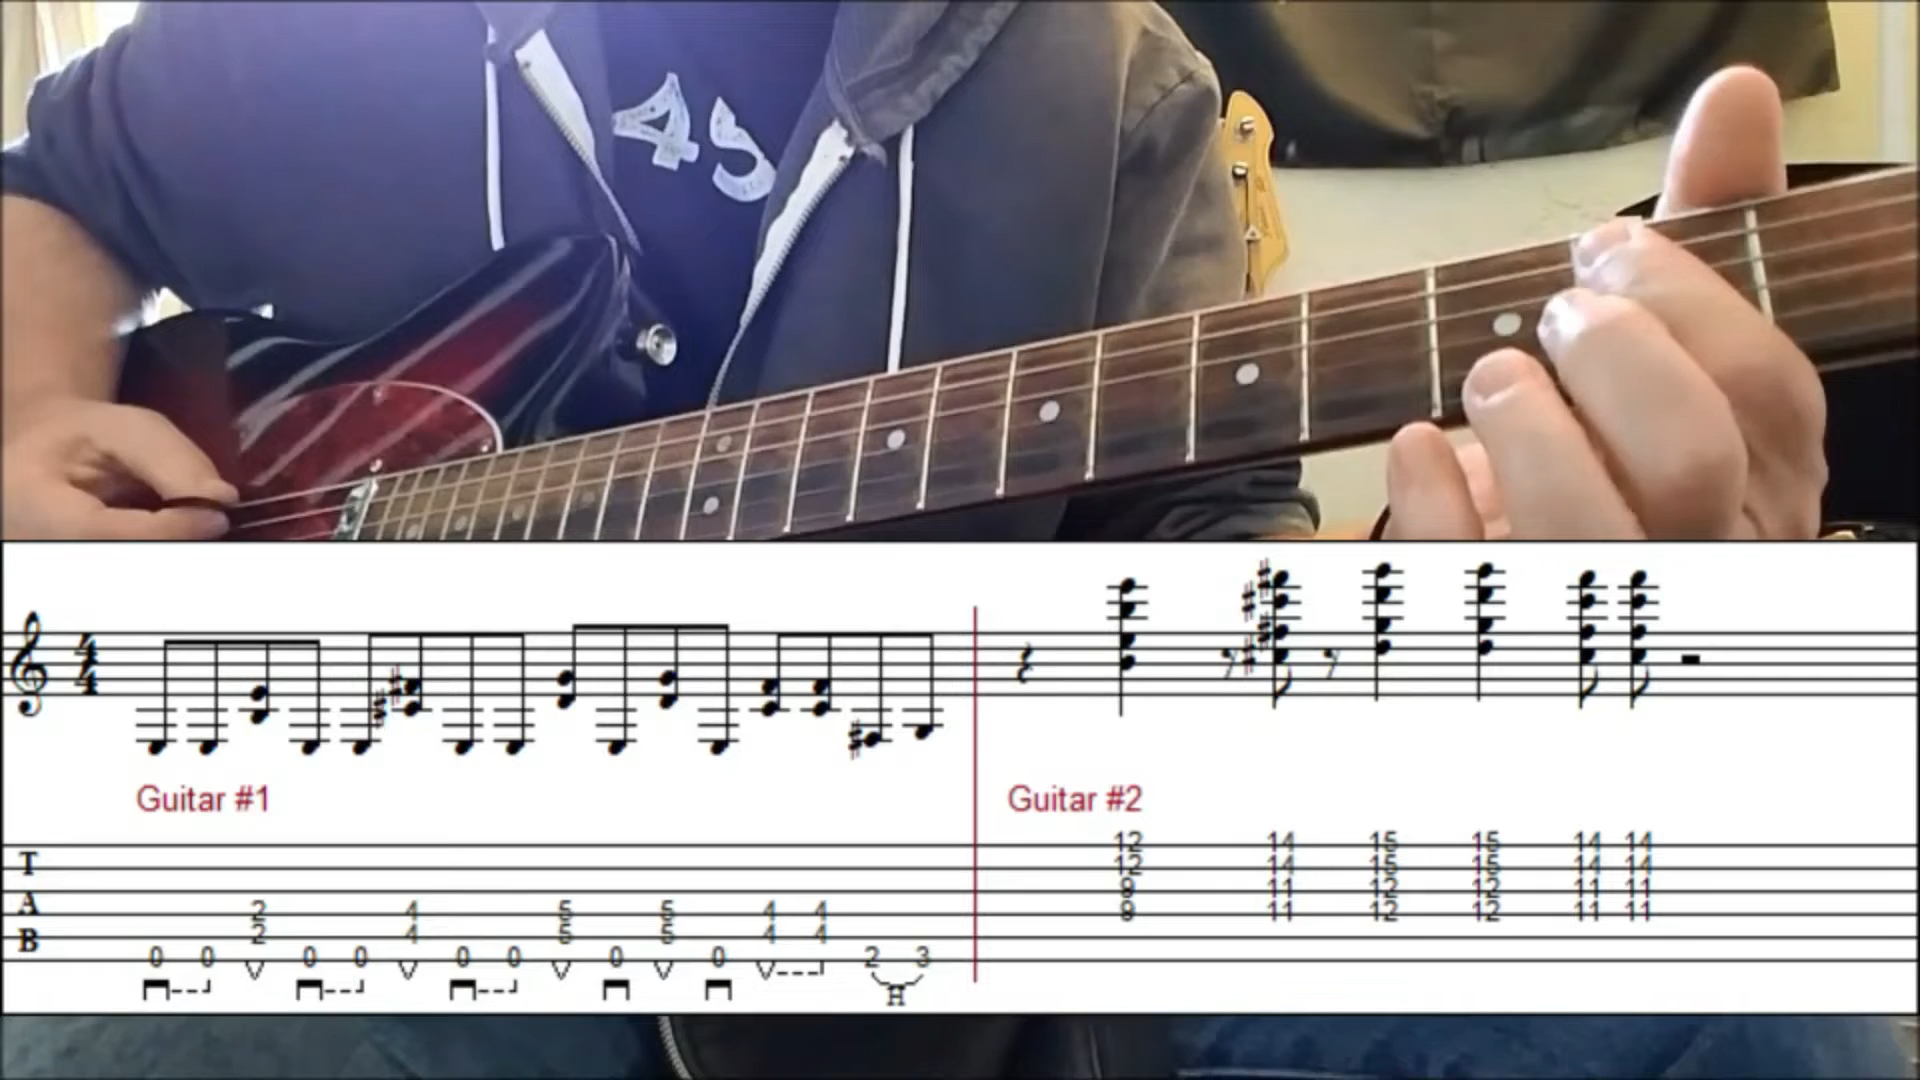 45
4 4
Guitar #1 Guitar #2
T A B
12 14 15 15 14 14
12 14 15 15 14 14
9 11 12 12 11 11
2 4 5 5 4 4 9 11 12 12 11 11
2 4 5 5 4 4
0 0 0 0 0 0 0 0 2 3
H